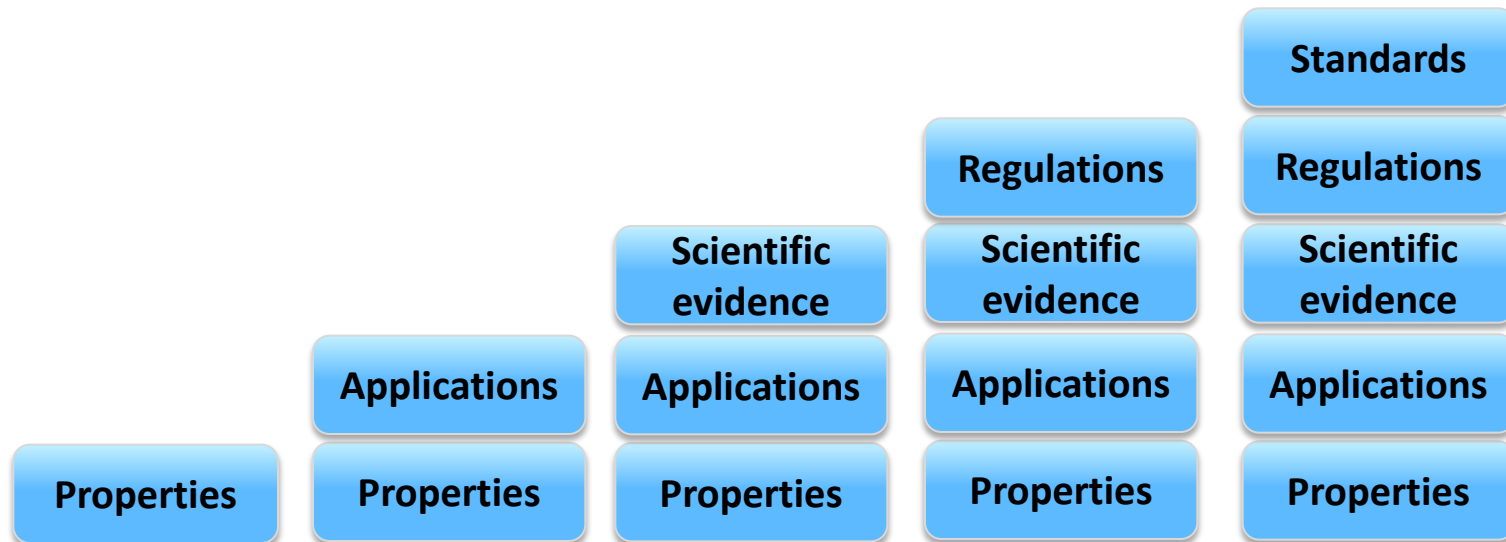 Standards
Regulations
Regulations
Scientific
evidence
Scientific
evidence
Scientific
evidence
Applications
Applications
Applications
Applications
Properties
Properties
Properties
Properties
Properties